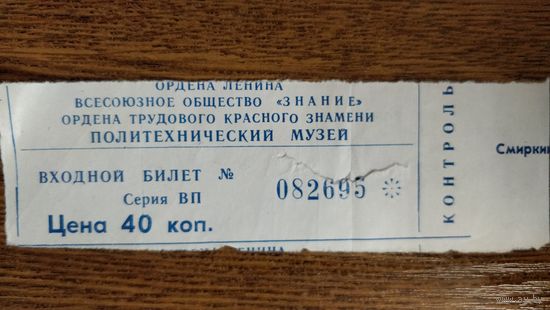 ОРДЕНА ЛЕНИНА
ВСЕСОЮЗНОЕ ОБЩЕСТВО «ЗНАНИЕ»
ОРДЕНА ТРУДОВОГО КРАСНОГО ЗНАМЕНИ
ПОЛИТЕХНИЧЕСКИЙ МУЗЕЙ
ВХОДНОЙ БИЛЕТ № 082695
Серия ВП
Цена 40 коп.
КОНТРОЛЬ
Смирки